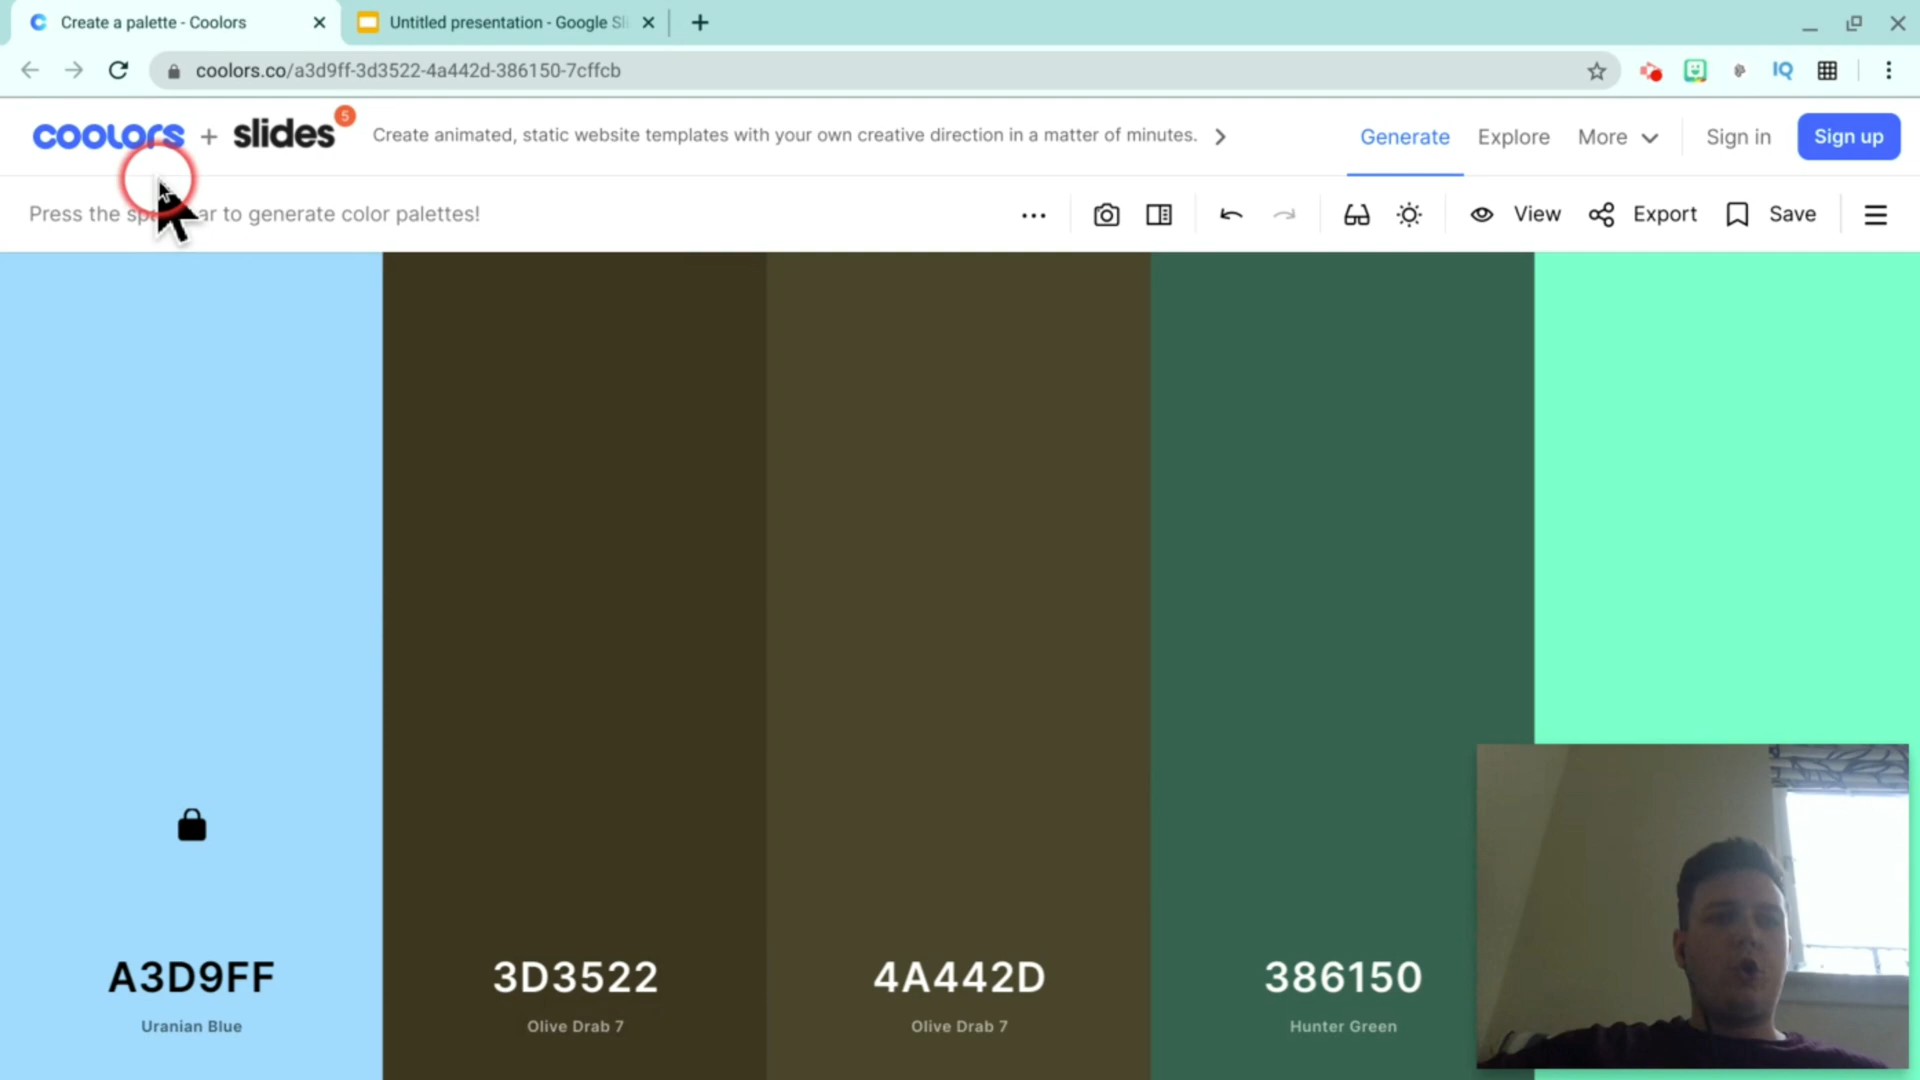 Create a palette - Coolors
Untitled presentation - Google Sli
coolors.co/a3d9ff-3d3522-4a442d-386150-7cffcb
IQ
coolors + slides 5
Create animated, static website templates with your own creative direction in a matter of minutes.
Generate Explore More Sign in Sign up
Press the ar to generate color palettes!
View Export Save
A3D9FF 3D3522 4A442D 386150
Uranian Blue Olive Drab 7 Olive Drab 7 Hunter Green